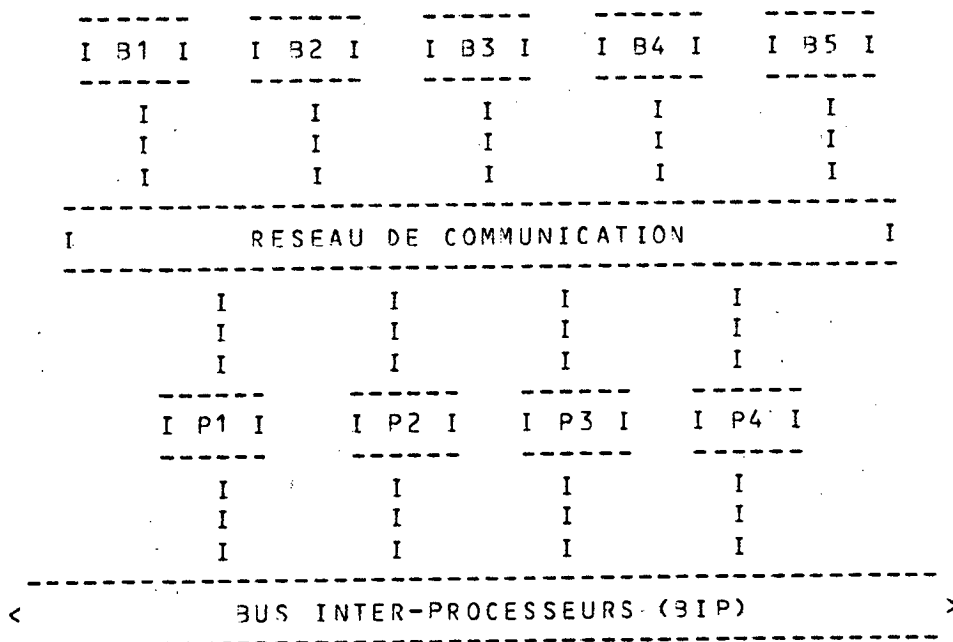 B1 B2 B3 B4 B5
RESEAU DE COMMUNICATION
P1 P2 P3 P4
< BUS INTER-PROCESSEURS (BIP) >